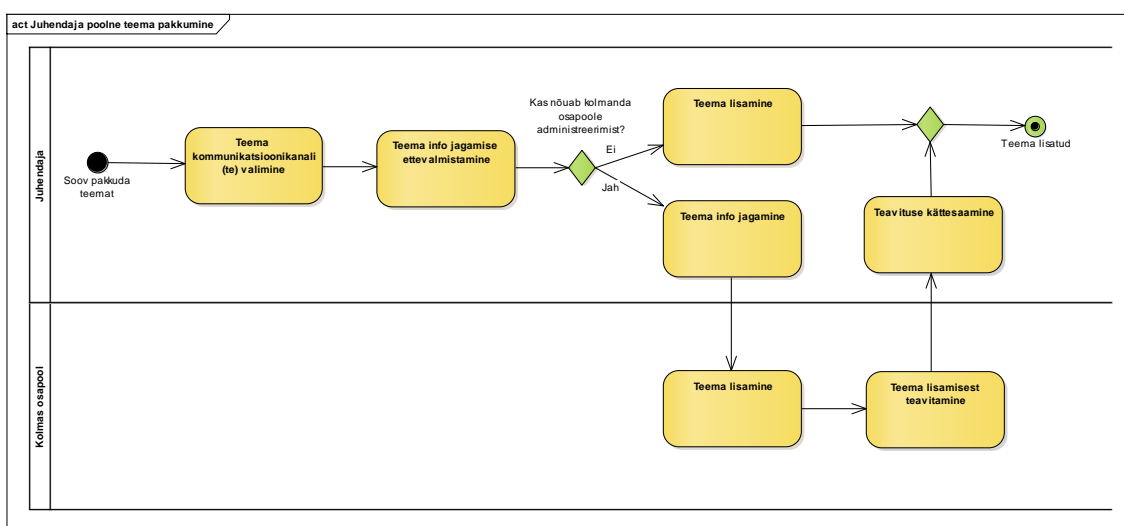 act Juhendaja poolne teema pakkumine
Juhendaja
Soov pakkuda
teemat
Teema
kommunikatsioonikanali
(te) valimine
Teema info jagamise
ettevalmistamine
Kas nõuab kolmanda
osapoole
administreerimist?
Ei
Jah
Teema lisamine
Teema info jagamine
Teavituse kättesaamine
Teema lisatud
Kolmas osapool
Teema lisamine
Teema lisamisest
teavitamine